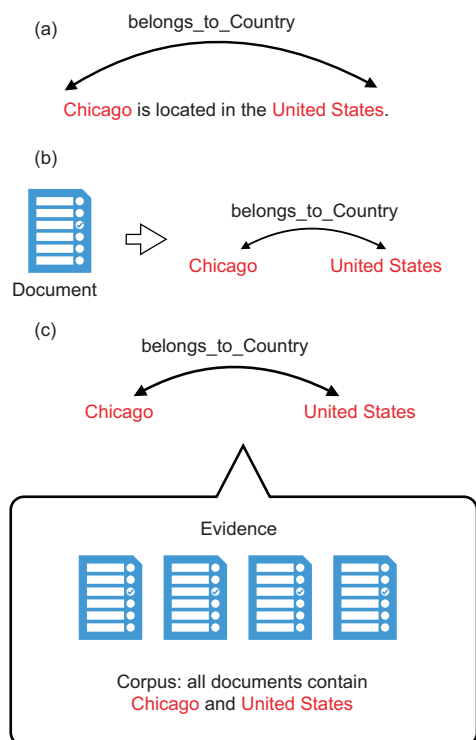 (a)
belongs_to_Country
Chicago is located in the United States.
(b)
belongs_to_Country
Chicago United States
Document
(c)
belongs_to_Country
Chicago United States
Evidence
Corpus: all documents contain
Chicago and United States